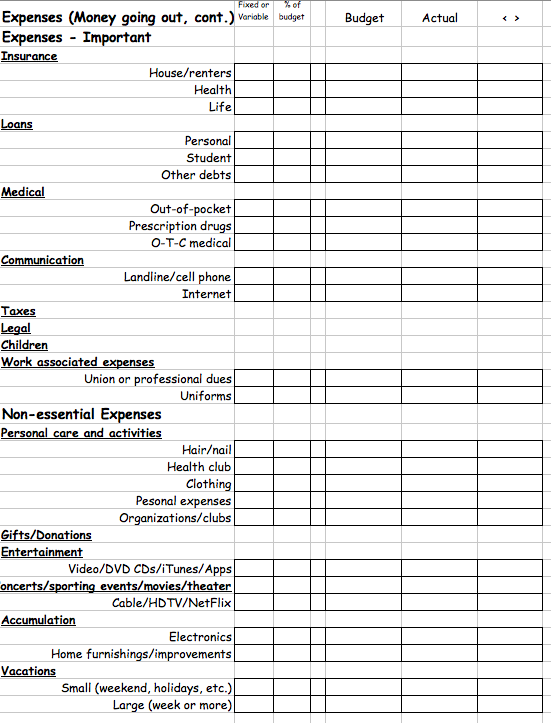 Expenses (Money going out, cont.) Fixed or Variable % of budget Budget Actual < >
Expenses - Important
Insurance
House/renters
Health
Life
Loans
Personal
Student
Other debts
Medical
Out-of-pocket
Prescription drugs
O-T-C medical
Communication
Landline/cell phone
Internet
Taxes
Legal
Children
Work associated expenses
Union or professional dues
Uniforms
Non-essential Expenses
Personal care and activities
Hair/nail
Health club
Clothing
Pesonal expenses
Organizations/clubs
Gifts/Donations
Entertainment
Video/DVD CDs/iTunes/Apps
oncerts/sporting events/movies/theater
Cable/HDTV/NetFlix
Accumulation
Electronics
Home furnishings/improvements
Vacations
Small (weekend, holidays, etc.)
Large (week or more)